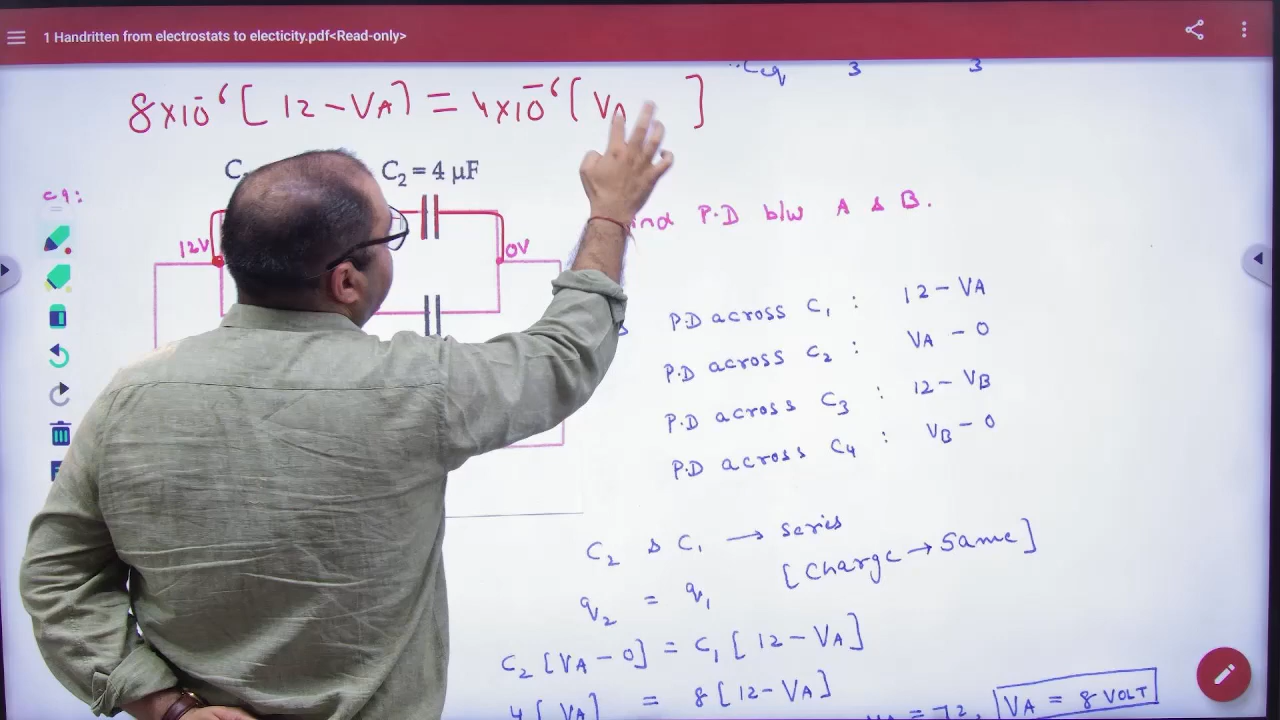 1 Handritten from electrostats to electicity.pdf<Read-only>
8×10⁻⁶[12-VA] = 4×10⁻⁶[VA ]
C₂ = 4 μF
eq:
P.D b/w A & B.
12V
0V
P.D across C₁ : 12-VA
P.D across C₂ : VA - 0
P.D across C₃ : 12-VB
P.D across C₄ : VB - 0
C₂ & C₁ → Series [Charge → Same]
q₂ = q₁
C₂[VA - 0] = C₁[12-VA]
4[VA] = 8[12-VA]
= 72, VA = 8 VOLT